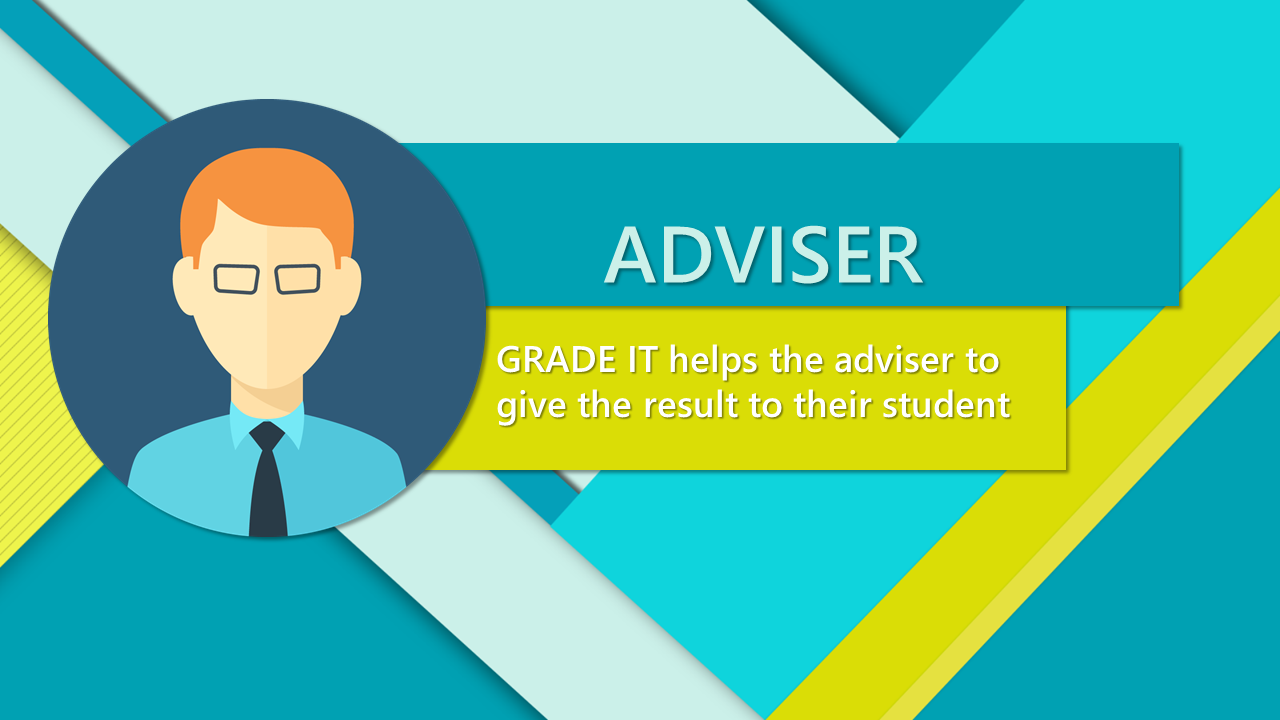 ADVISER
GRADE IT helps the adviser to
give the result to their student